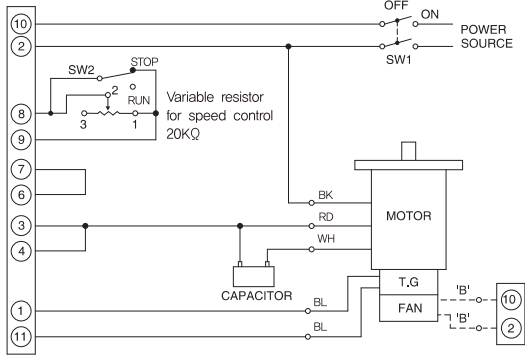 OFF
ON
10
2
POWER
SOURCE
SW1
STOP
SW2
2
RUN
Variable resistor
for speed control
20KΩ
8
3
1
9
7
6
BK
MOTOR
3
RD
4
WH
CAPACITOR
T.G
FAN
'B'
10
'B'
2
1
BL
11
BL